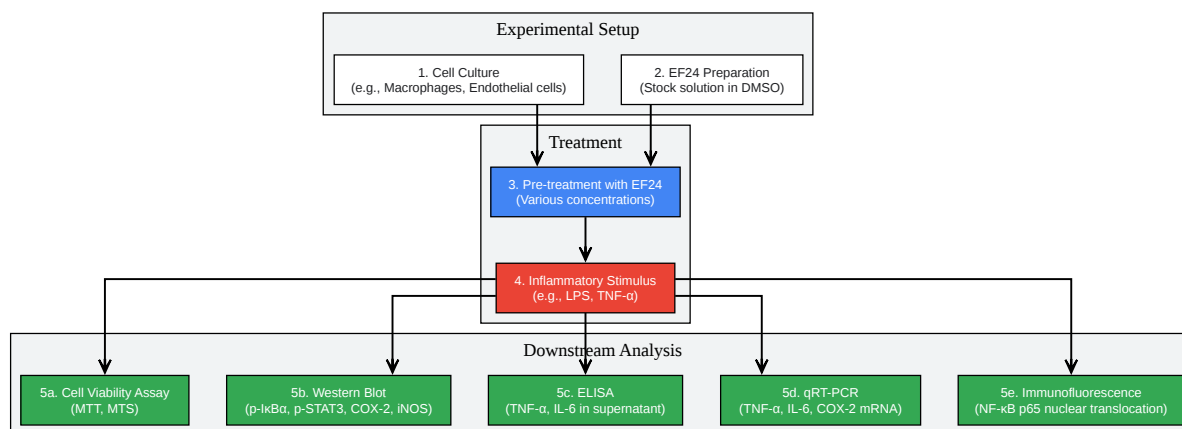 Experimental Setup
1. Cell Culture
(e.g., Macrophages, Endothelial cells)
2. EF24 Preparation
(Stock solution in DMSO)
Treatment
3. Pre-treatment with EF24
(Various concentrations)
4. Inflammatory Stimulus
(e.g., LPS, TNF-α)
Downstream Analysis
5a. Cell Viability Assay
(MTT, MTS)
5b. Western Blot
(p-IκBα, p-STAT3, COX-2, iNOS)
5c. ELISA
(TNF-α, IL-6 in supernatant)
5d. qRT-PCR
(TNF-α, IL-6, COX-2 mRNA)
5e. Immunofluorescence
(NF-κB p65 nuclear translocation)